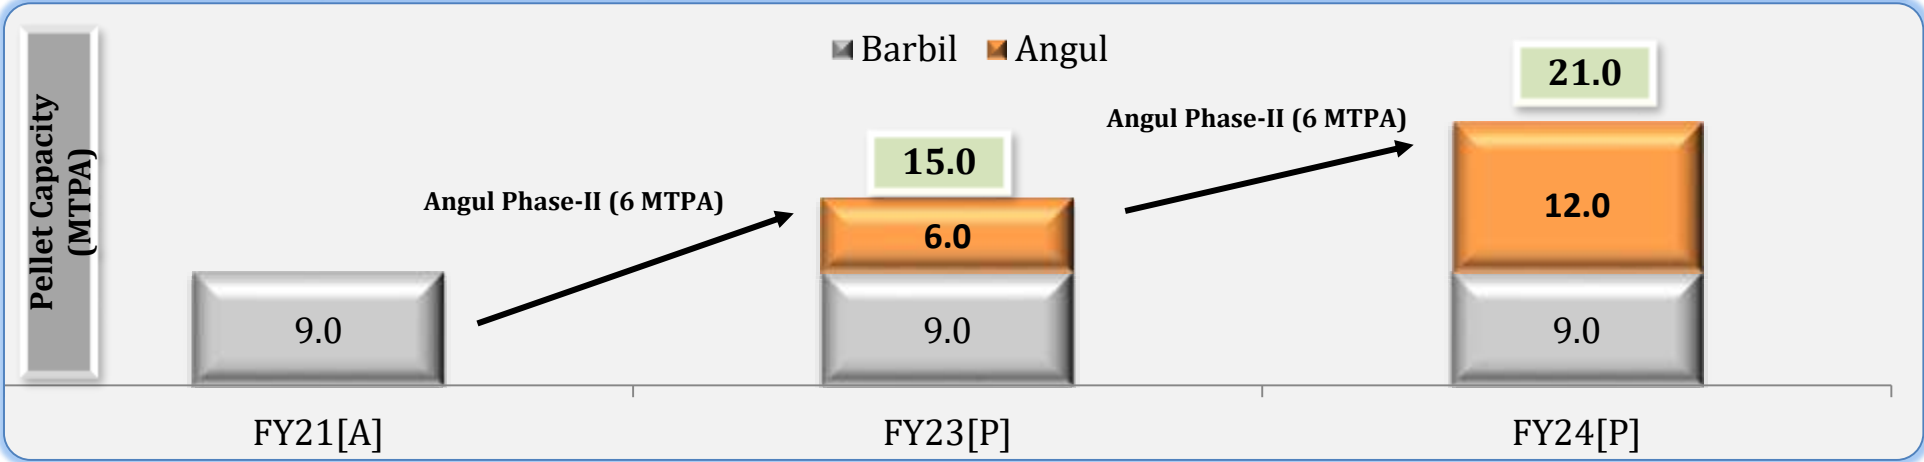 Pellet Capacity
(MTPA)
Barbil
Angul
21.0
Angul Phase-II (6 MTPA)
15.0
Angul Phase-II (6 MTPA)
12.0
6.0
9.0
9.0
9.0
FY21[A]
FY23[P]
FY24[P]